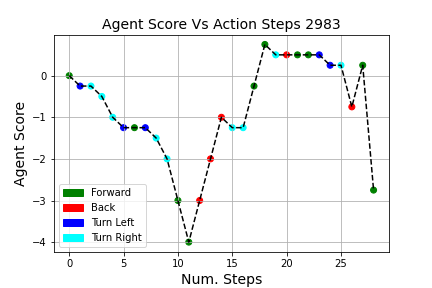 Agent Score Vs Action Steps 2983
Agent Score
0
−1
−2
−3
−4
Forward
Back
Turn Left
Turn Right
0 5 10 15 20 25
Num. Steps